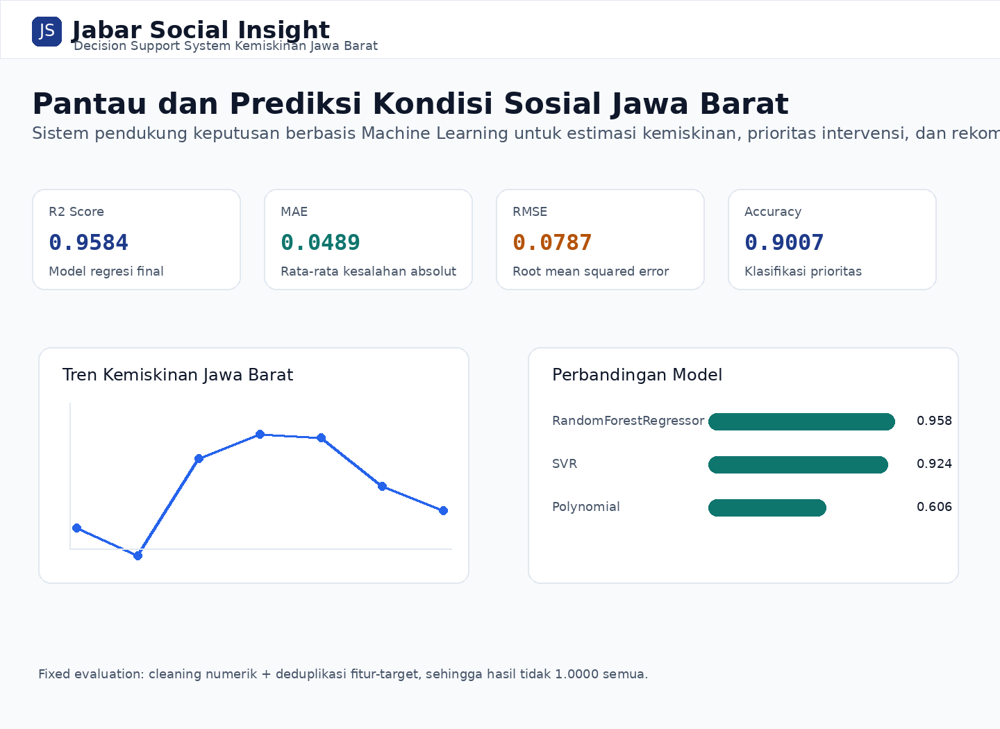 JS
Jabar Social Insight
Decision Support System Kemiskinan Jawa Barat
Pantau dan Prediksi Kondisi Sosial Jawa Barat
Sistem pendukung keputusan berbasis Machine Learning untuk estimasi kemiskinan, prioritas intervensi, dan rekom
R2 Score
0.9584
Model regresi final
MAE
0.0489
Rata-rata kesalahan absolut
RMSE
0.0787
Root mean squared error
Accuracy
0.9007
Klasifikasi prioritas
Tren Kemiskinan Jawa Barat
Perbandingan Model
RandomForestRegressor 0.958
SVR 0.924
Polynomial 0.606
Fixed evaluation: cleaning numerik + deduplikasi fitur-target, sehingga hasil tidak 1.0000 semua.